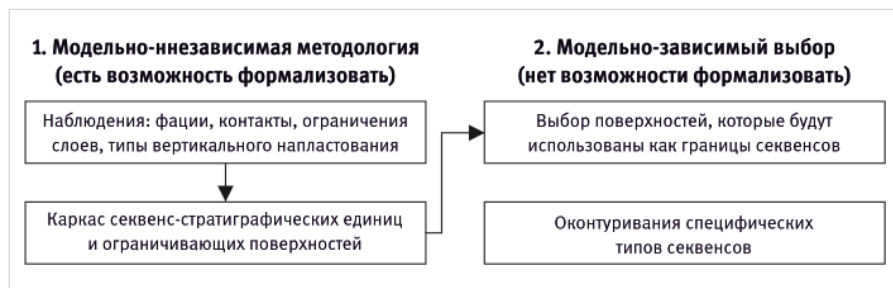 1. Модельно-ннезависимая методология
(есть возможность формализовать)
Наблюдения: фации, контакты, ограничения
слоев, типы вертикального напластования
Каркас секвенс-стратиграфических единиц
и ограничивающих поверхностей
2. Модельно-зависимый выбор
(нет возможности формализовать)
Выбор поверхностей, которые будут
использованы как границы секвенсов
Оконтуривания специфических
типов секвенсов